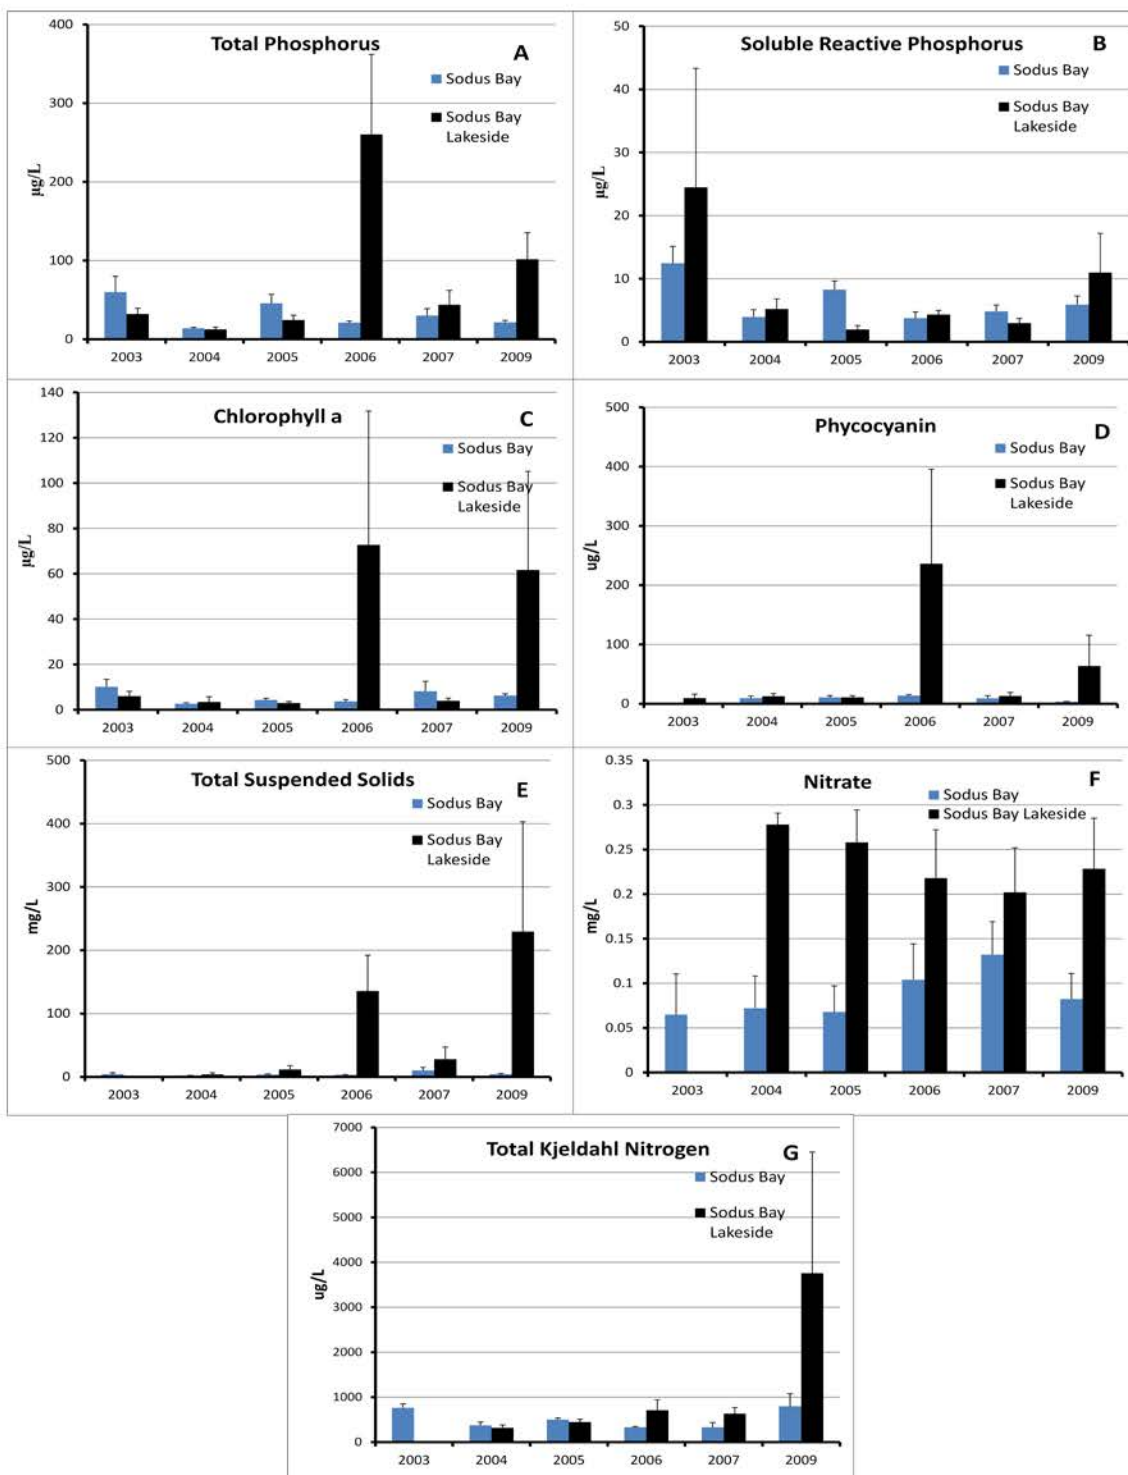 Total Phosphorus
A
Sodus Bay
Sodus Bay
Lakeside
µg/L
400
300
200
100
0
2003 2004 2005 2006 2007 2009
Soluble Reactive Phosphorus
B
Sodus Bay
Sodus Bay
Lakeside
µg/L
50
40
30
20
10
0
2003 2004 2005 2006 2007 2009
Chlorophyll a
C
Sodus Bay
Sodus Bay
Lakeside
µg/L
140
120
100
80
60
40
20
0
2003 2004 2005 2006 2007 2009
Phycocyanin
D
Sodus Bay
Sodus Bay
Lakeside
ug/L
500
400
300
200
100
0
2003 2004 2005 2006 2007 2009
Total Suspended Solids
E
Sodus Bay
Sodus Bay
Lakeside
mg/L
500
400
300
200
100
0
2003 2004 2005 2006 2007 2009
Nitrate
F
Sodus Bay
Sodus Bay Lakeside
mg/L
0.35
0.3
0.25
0.2
0.15
0.1
0.05
0
2003 2004 2005 2006 2007 2009
Total Kjeldahl Nitrogen
G
Sodus Bay
Sodus Bay
Lakeside
ug/L
7000
6000
5000
4000
3000
2000
1000
0
2003 2004 2005 2006 2007 2009